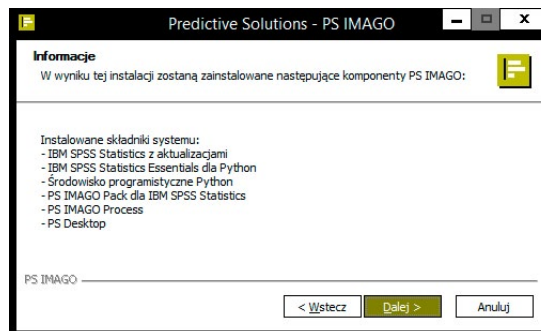 Predictive Solutions - PS IMAGO
Informacje
W wyniku tej instalacji zostaną zainstalowane następujące komponenty PS IMAGO:
Instalowane składniki systemu:
- IBM SPSS Statistics z aktualizacjami
- IBM SPSS Statistics Essentials dla Python
- Środowisko programistyczne Python
- PS IMAGO Pack dla IBM SPSS Statistics
- PS IMAGO Process
- PS Desktop
PS IMAGO
< Wstecz Dalej > Anuluj